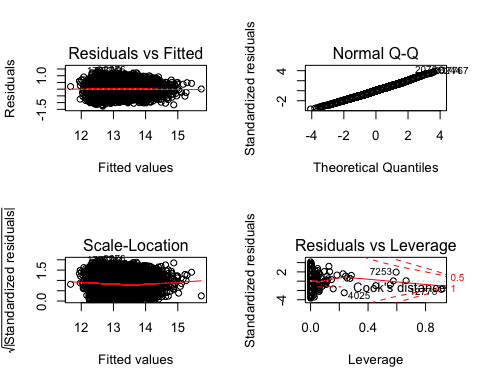 Residuals vs Fitted
Residuals
-1.5
1.0
12 13 14 15
Fitted values
Normal Q-Q
Standardized residuals
-2
4
-4 -2 0 2 4
Theoretical Quantiles
Scale-Location
√|Standardized residuals|
0.0
1.5
12 13 14 15
Fitted values
Residuals vs Leverage
Standardized residuals
-4
2
7253
4025
Cook's distance
0.5
1
0.0 0.4 0.8
Leverage